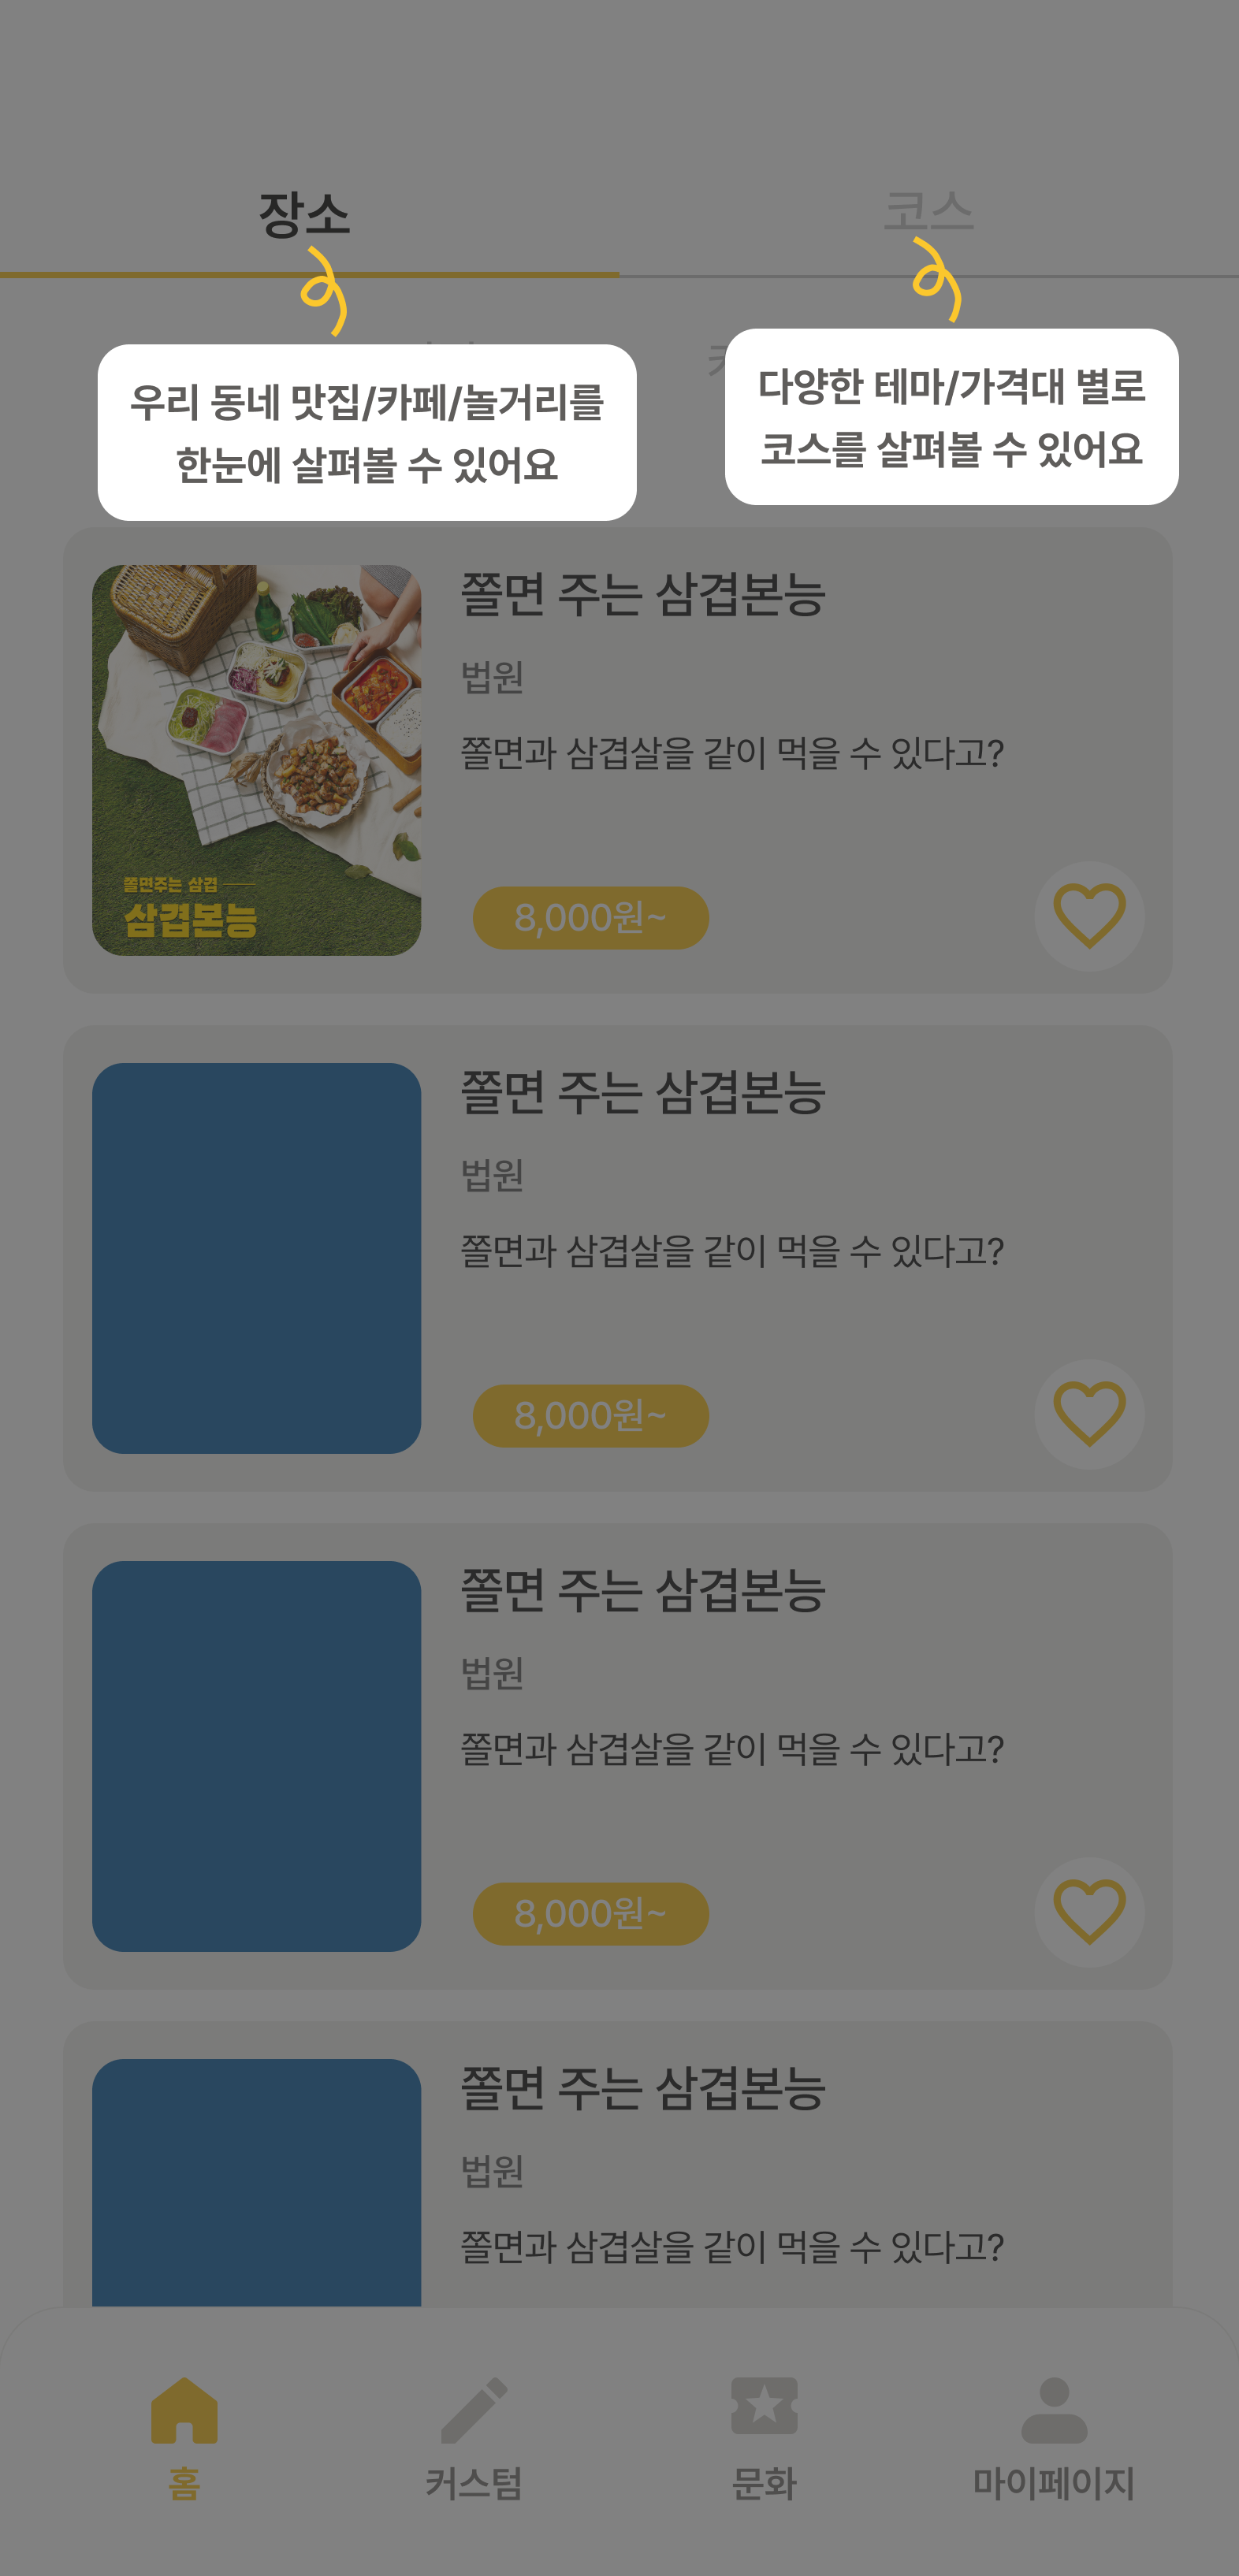 장소
코스
우리 동네 맛집/카페/놀거리를
한눈에 살펴볼 수 있어요
다양한 테마/가격대 별로
코스를 살펴볼 수 있어요
쫄면주는 삼겹
삼겹본능
쫄면 주는 삼겹본능
법원
쫄면과 삼겹살을 같이 먹을 수 있다고?
8,000원~
쫄면 주는 삼겹본능
법원
쫄면과 삼겹살을 같이 먹을 수 있다고?
8,000원~
쫄면 주는 삼겹본능
법원
쫄면과 삼겹살을 같이 먹을 수 있다고?
8,000원~
쫄면 주는 삼겹본능
법원
쫄면과 삼겹살을 같이 먹을 수 있다고?
홈
커스텀
문화
마이페이지